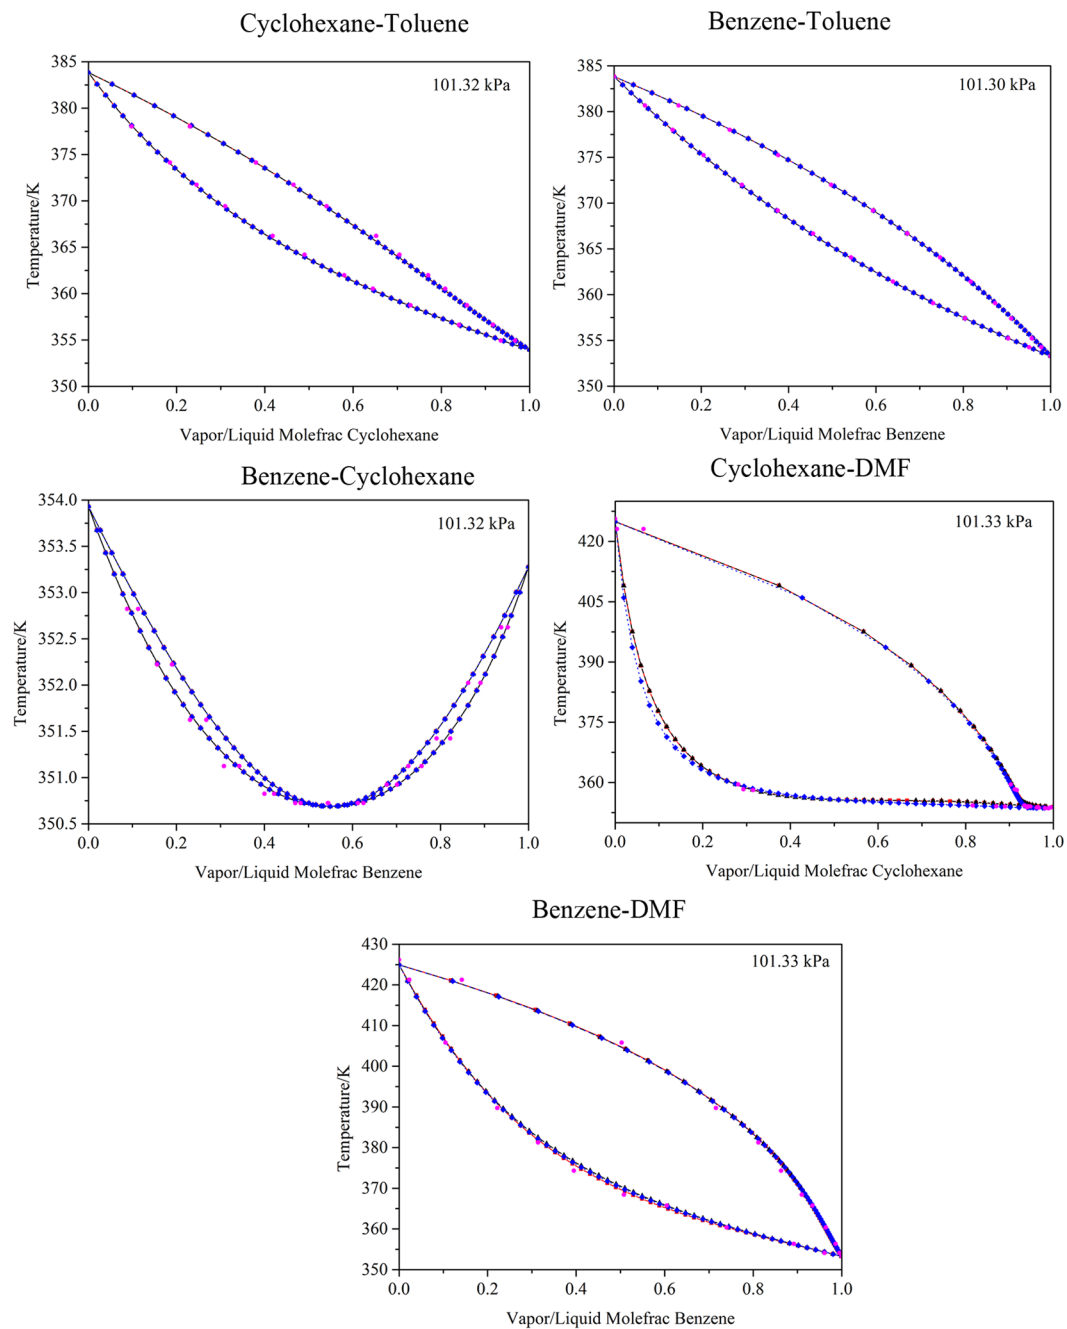 Cyclohexane-Toluene
101.32 kPa
Temperature/K
385
380
375
370
365
360
355
350
0.0 0.2 0.4 0.6 0.8 1.0
Vapor/Liquid Molefrac Cyclohexane
Benzene-Toluene
101.30 kPa
Temperature/K
385
380
375
370
365
360
355
350
0.0 0.2 0.4 0.6 0.8 1.0
Vapor/Liquid Molefrac Benzene
Benzene-Cyclohexane
101.32 kPa
Temperature/K
354.0
353.5
353.0
352.5
352.0
351.5
351.0
350.5
0.0 0.2 0.4 0.6 0.8 1.0
Vapor/Liquid Molefrac Benzene
Cyclohexane-DMF
101.33 kPa
Temperature/K
420
405
390
375
360
0.0 0.2 0.4 0.6 0.8 1.0
Vapor/Liquid Molefrac Cyclohexane
Benzene-DMF
101.33 kPa
Temperature/K
430
420
410
400
390
380
370
360
350
0.0 0.2 0.4 0.6 0.8 1.0
Vapor/Liquid Molefrac Benzene